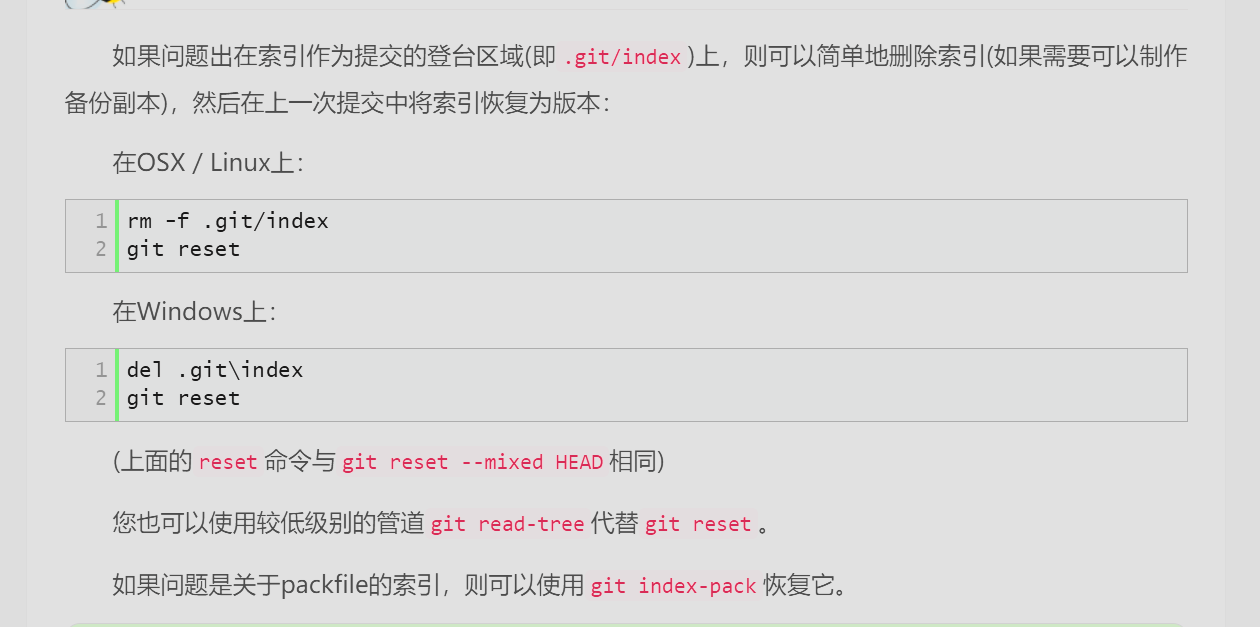 如果问题出在索引作为提交的登台区域(即 .git/index )上，则可以简单地删除索引(如果需要可以制作
备份副本)，然后在上一次提交中将索引恢复为版本：
在OSX / Linux上：
1 rm -f .git/index
2 git reset
在Windows上：
1 del .git\index
2 git reset
(上面的 reset 命令与 git reset --mixed HEAD 相同)
您也可以使用较低级别的管道 git read-tree 代替 git reset 。
如果问题是关于packfile的索引，则可以使用 git index-pack 恢复它。